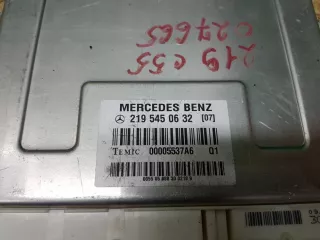 219 c55
c27665
MERCEDES BENZ
219 545 06 32 [07]
TEMIC 00005537A6 Q1